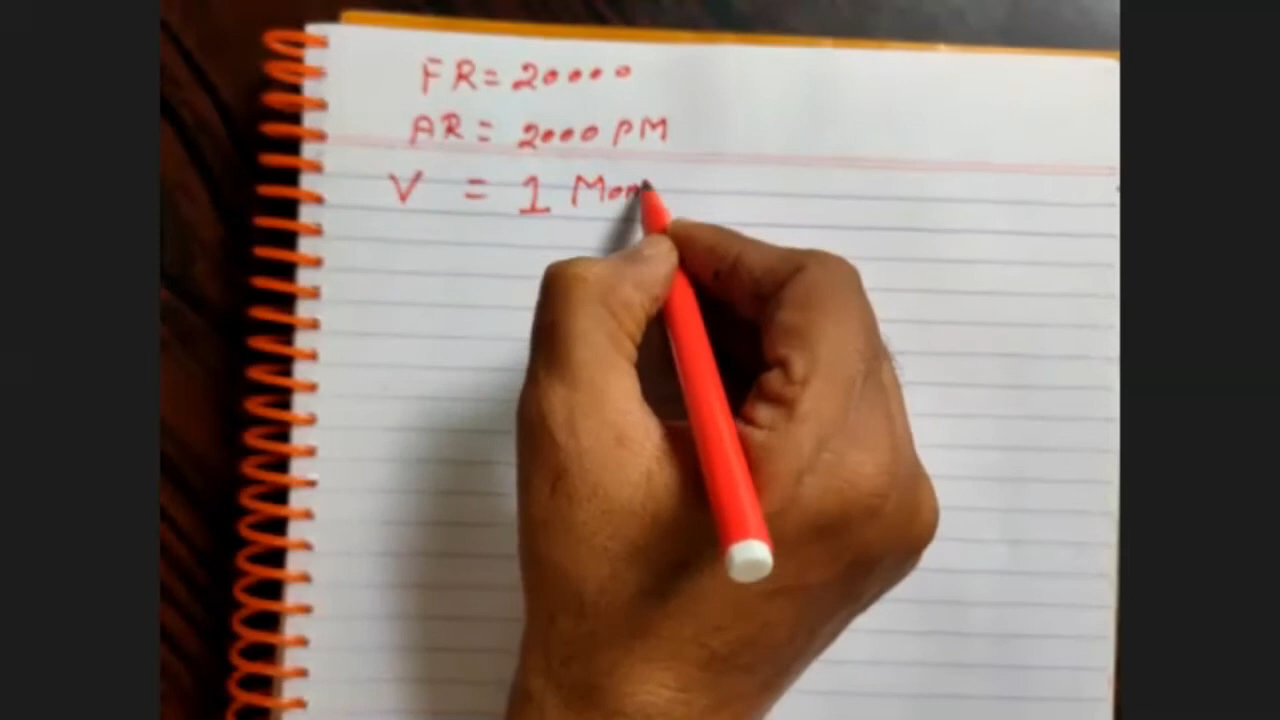 FR = 20000
AR = 2000 PM
V = 1 Mon